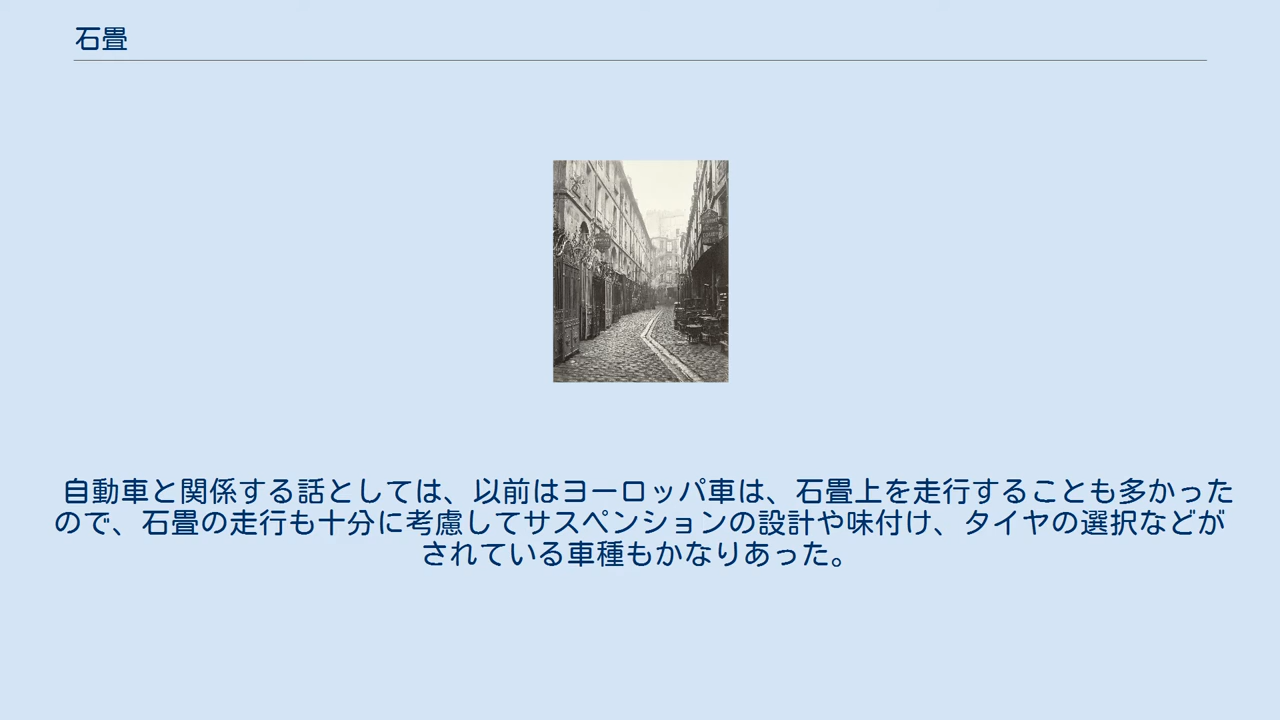 石畳
自動車と関係する話としては、以前はヨーロッパ車は、石畳上を走行することも多かった
ので、石畳の走行も十分に考慮してサスペンションの設計や味付け、タイヤの選択などが
されている車種もかなりあった。